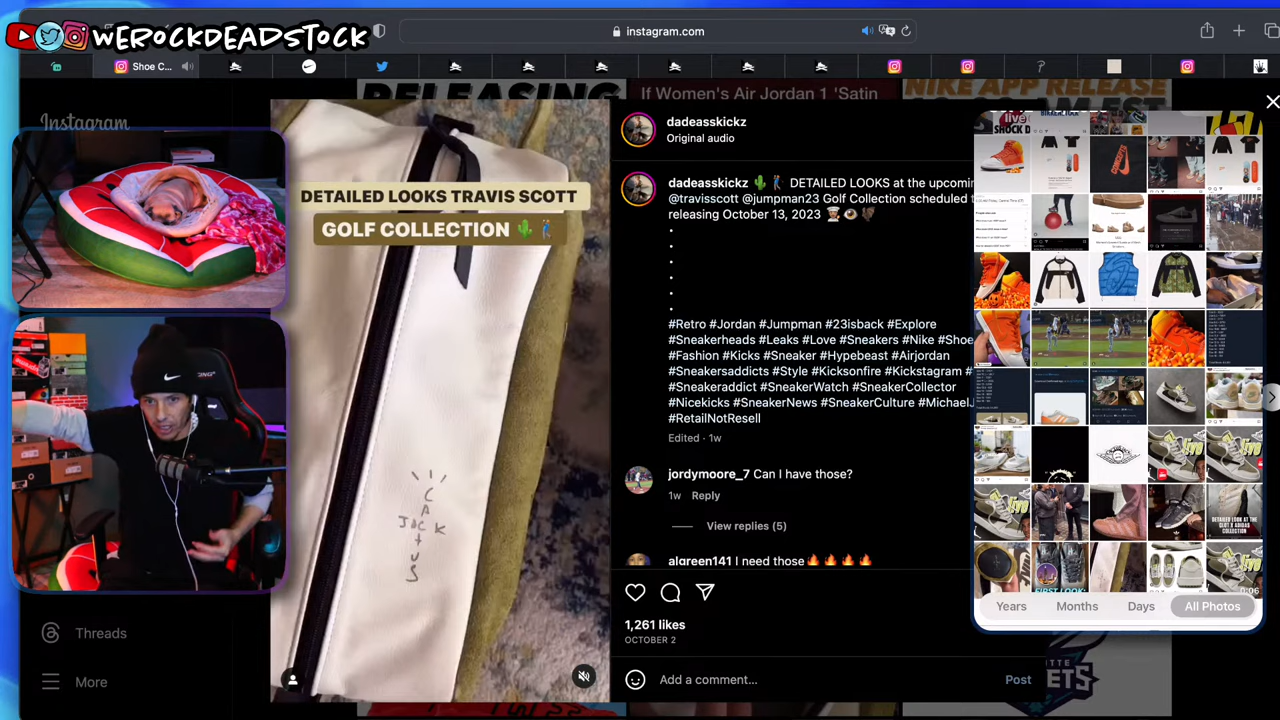 WEROCKDEADSTOCK
instagram.com
Shoe C...
RELEASING
If Women's Air Jordan 1 'Satin
NIKE APP RELEASE
Instagram
dadeasskickz
Original audio
DETAILED LOOKS TRAVIS SCOTT
GOLF COLLECTION 🌵🏌️
dadeasskickz 🌵🏌️ DETAILED LOOKS at the upcoming
@travisscott @jumpman23 Golf Collection scheduled
releasing October 13, 2023
.
.
.
.
.
#Retro #Jordan #Jumpman #23isback #Explore
#Sneakerheads #Leaks #Love #Sneakers #Nike #Shoe
#Fashion #Kicks #Sneaker #Hypebeast #Airjordan
#Sneakersaddicts #Style #Kicksonfire #Kickstagram #
#Sneakeraddict #SneakerWatch #SneakerCollector
#Nicekicks #SneakerNews #SneakerCulture #MichaelJ
#RetailNotResell
Edited · 1w
jordymoore_7 Can I have those?
1w Reply
View replies (5)
algreen141 I need those🔥🔥🔥🔥
CACTUS
JACK
1,261 likes
OCTOBER 2
Add a comment...
Post
Threads
More
Years
Months
Days
All Photos